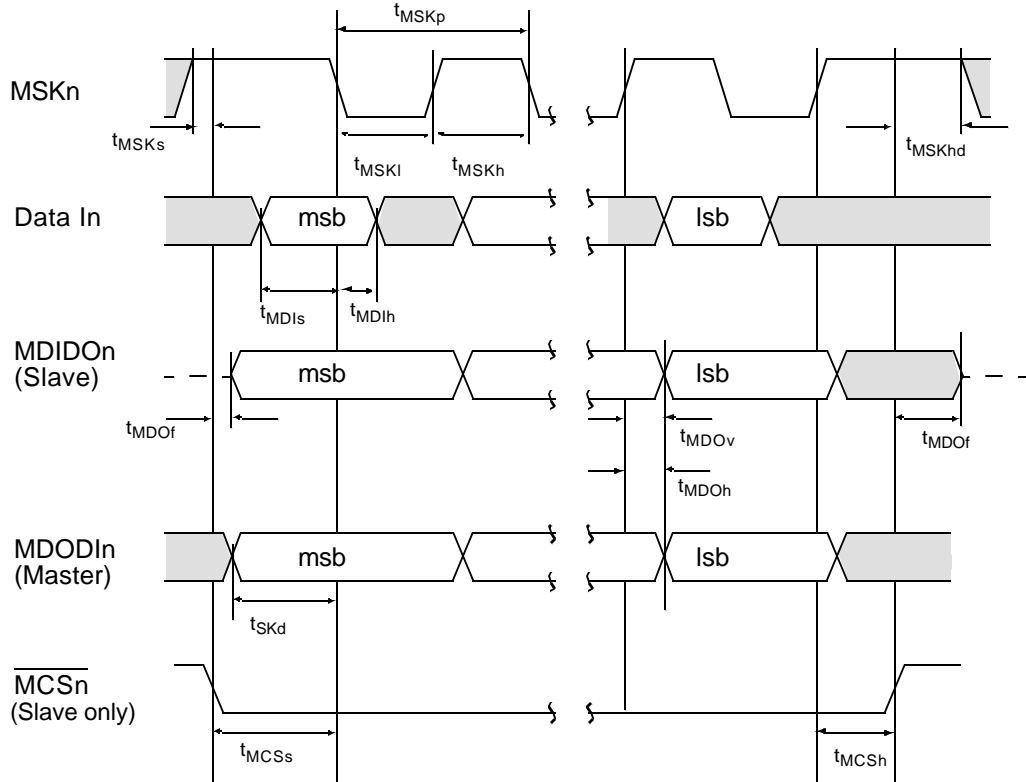 tMSKp
MSKn
tMSKs
tMSKl
tMSKh
tMSKhd
Data In
msb
lsb
tMDIs
tMDIh
MDIDOn
(Slave)
msb
lsb
tMDOf
tMDOv
tMDOf
tMDOh
MDODIn
(Master)
msb
lsb
tSKd
MCSn
(Slave only)
tMCSs
tMCSh